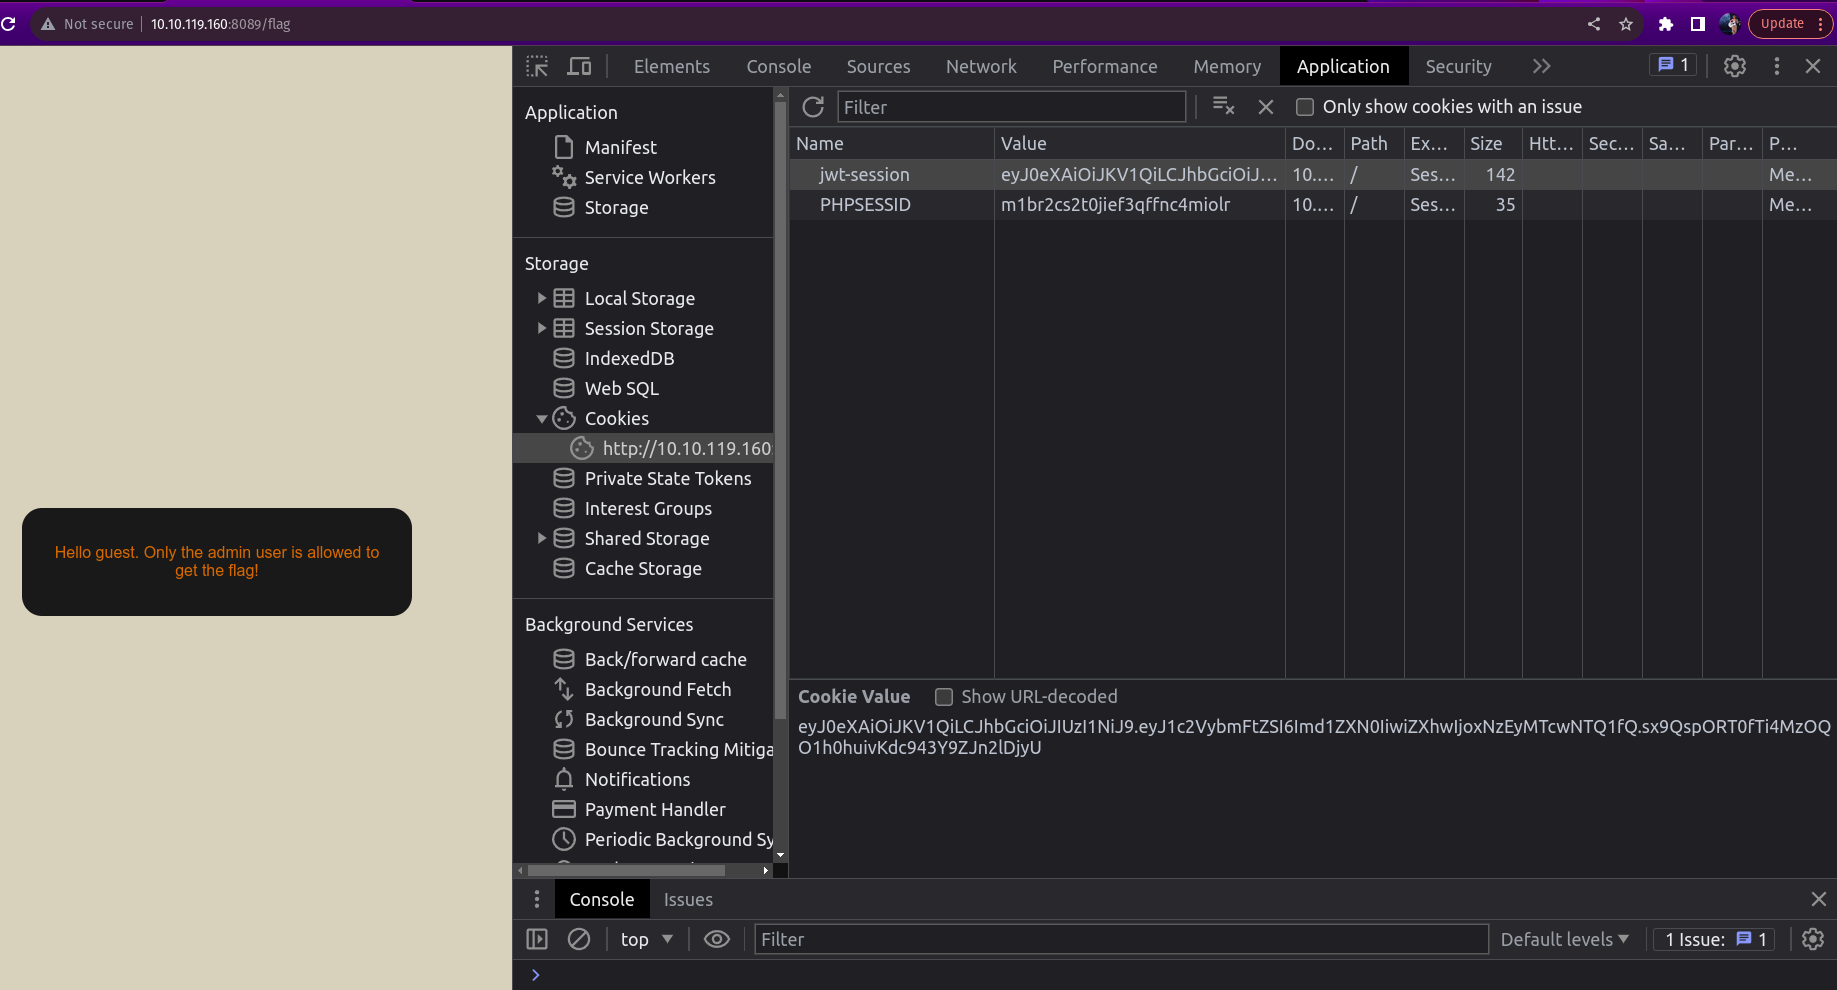 Not secure
10.10.119.160:8089/flag
Update
Hello guest. Only the admin user is allowed to
get the flag!
Elements
Console
Sources
Network
Performance
Memory
Application
Security
1
Application
Manifest
Service Workers
Storage
Storage
Local Storage
Session Storage
IndexedDB
Web SQL
Cookies
http://10.10.119.160:
Private State Tokens
Interest Groups
Shared Storage
Cache Storage
Background Services
Back/forward cache
Background Fetch
Background Sync
Bounce Tracking Mitiga
Notifications
Payment Handler
Periodic Background Sy
Filter
Only show cookies with an issue
Name Value Do... Path Ex... Size Htt... Sec... Sa... Par... P...
jwt-session eyJ0eXAiOiJKV1QiLCJhbGciOiJ... 10.... / Ses... 142 Me...
PHPSESSID m1br2cs2t0jief3qffnc4miolr 10.... / Ses... 35 Me...
Cookie Value Show URL-decoded
eyJ0eXAiOiJKV1QiLCJhbGciOiJIUzI1NiJ9.eyJ1c2VybmFtZSI6Imd1ZXN0IiwiZXhwIjoxNzEyMTcwNTQ1fQ.sx9QspORT0fTi4MzOQ
O1h0huivKdc943Y9ZJn2lDjyU
Console
Issues
top
Filter
Default levels
1 Issue: 1